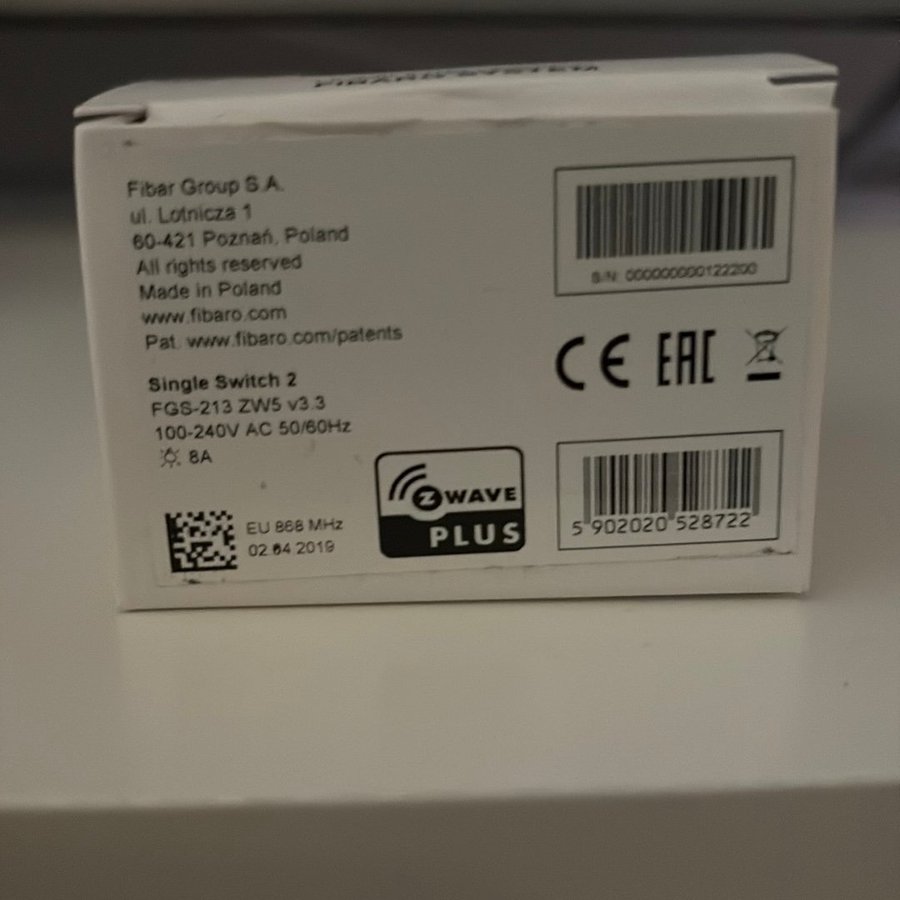 FIBARO SYSTEM
Fibar Group S.A.
ul. Lotnicza 1
60-421 Poznań, Poland
All rights reserved
Made in Poland
www.fibaro.com
Pat. www.fibaro.com/patents
Single Switch 2
FGS-213 ZW5 v3.3
100-240V AC 50/60Hz
8A
EU 868 MHz
02.04.2019
Z WAVE
PLUS
S/N: 000000000122200
CE EAC
5 902020 528722